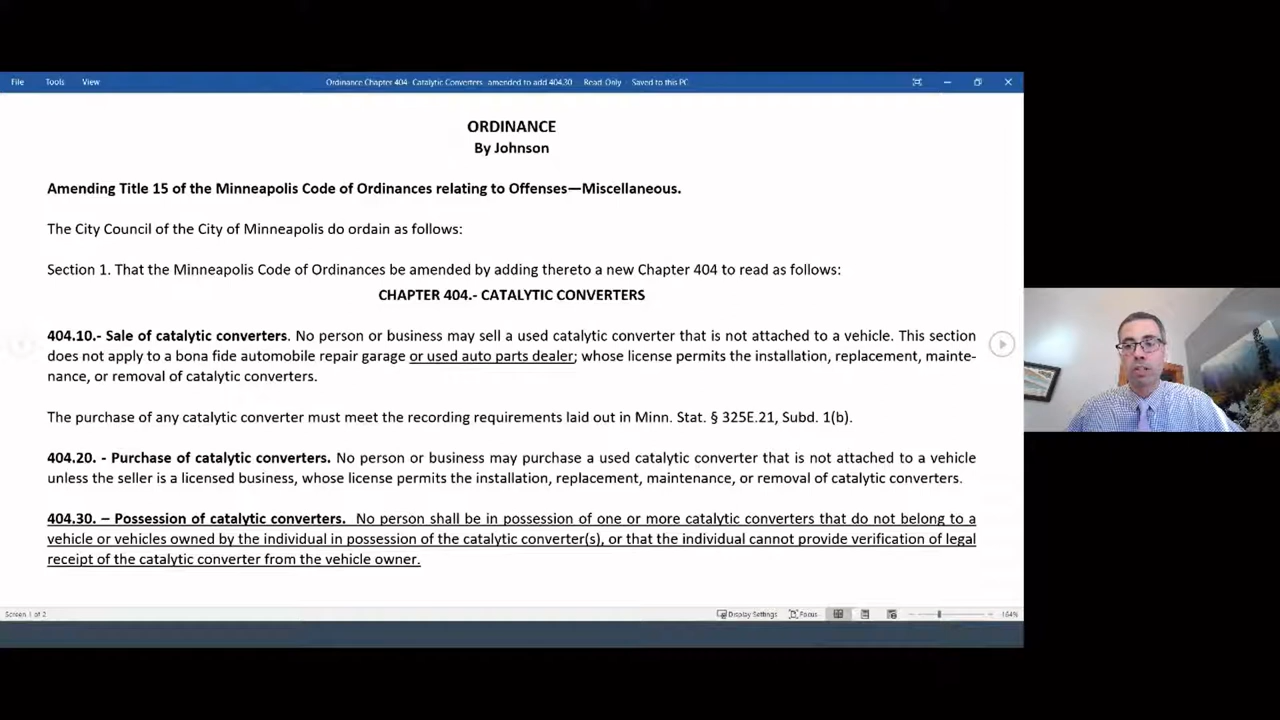 File Tools View Ordinance Chapter 404- Catalytic Converters amended to add 404.30 - Read-Only - Saved to this PC
ORDINANCE
By Johnson
Amending Title 15 of the Minneapolis Code of Ordinances relating to Offenses—Miscellaneous.
The City Council of the City of Minneapolis do ordain as follows:
Section 1. That the Minneapolis Code of Ordinances be amended by adding thereto a new Chapter 404 to read as follows:
CHAPTER 404.- CATALYTIC CONVERTERS
404.10.- Sale of catalytic converters. No person or business may sell a used catalytic converter that is not attached to a vehicle. This section
does not apply to a bona fide automobile repair garage or used auto parts dealer; whose license permits the installation, replacement, mainte-
nance, or removal of catalytic converters.
The purchase of any catalytic converter must meet the recording requirements laid out in Minn. Stat. § 325E.21, Subd. 1(b).
404.20. - Purchase of catalytic converters. No person or business may purchase a used catalytic converter that is not attached to a vehicle
unless the seller is a licensed business, whose license permits the installation, replacement, maintenance, or removal of catalytic converters.
404.30. – Possession of catalytic converters. No person shall be in possession of one or more catalytic converters that do not belong to a
vehicle or vehicles owned by the individual in possession of the catalytic converter(s), or that the individual cannot provide verification of legal
receipt of the catalytic converter from the vehicle owner.
Screen 1 of 2 Display Settings Focus 164%